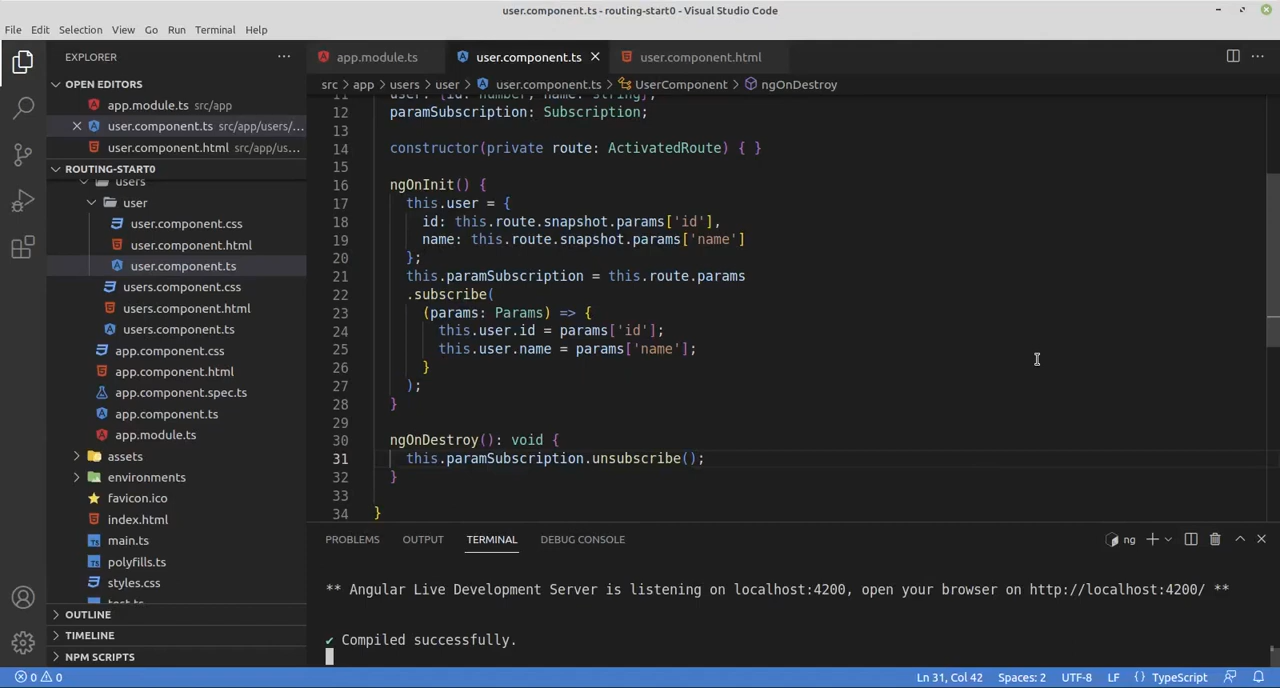 user.component.ts - routing-start0 - Visual Studio Code
File Edit Selection View Go Run Terminal Help
EXPLORER
OPEN EDITORS
app.module.ts src/app
user.component.ts src/app/users/...
user.component.html src/app/us...
ROUTING-START0
users
user
user.component.css
user.component.html
user.component.ts
users.component.css
users.component.html
users.component.ts
app.component.css
app.component.html
app.component.spec.ts
app.component.ts
app.module.ts
assets
environments
favicon.ico
index.html
main.ts
polyfills.ts
styles.css
test.ts
OUTLINE
TIMELINE
NPM SCRIPTS
app.module.ts user.component.ts user.component.html
src > app > users > user > user.component.ts > UserComponent > ngOnDestroy
11 user: {id: number, name: string};
12 paramSubscription: Subscription;
13
14 constructor(private route: ActivatedRoute) { }
15
16 ngOnInit() {
17 this.user = {
18 id: this.route.snapshot.params['id'],
19 name: this.route.snapshot.params['name']
20 };
21 this.paramSubscription = this.route.params
22 .subscribe(
23 (params: Params) => {
24 this.user.id = params['id'];
25 this.user.name = params['name'];
26 }
27 );
28 }
29
30 ngOnDestroy(): void {
31 this.paramSubscription.unsubscribe();
32 }
33
34 }
PROBLEMS OUTPUT TERMINAL DEBUG CONSOLE ng
** Angular Live Development Server is listening on localhost:4200, open your browser on http://localhost:4200/ **
✔ Compiled successfully.
0 0 Ln 31, Col 42 Spaces: 2 UTF-8 LF {} TypeScript